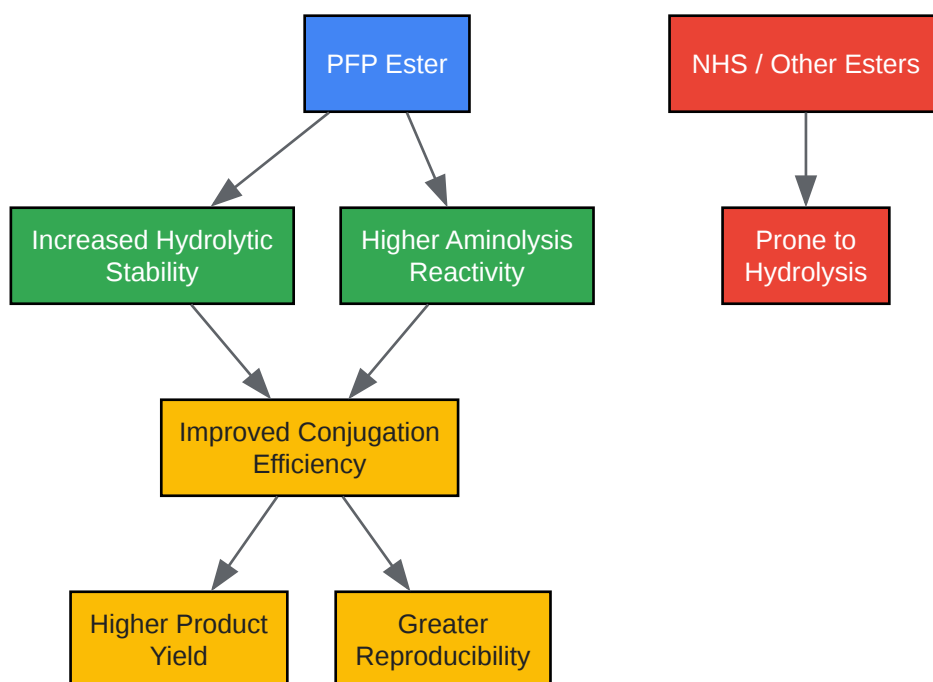 PFP Ester
NHS / Other Esters
Increased Hydrolytic
Stability
Higher Aminolysis
Reactivity
Prone to
Hydrolysis
Improved Conjugation
Efficiency
Higher Product
Yield
Greater
Reproducibility